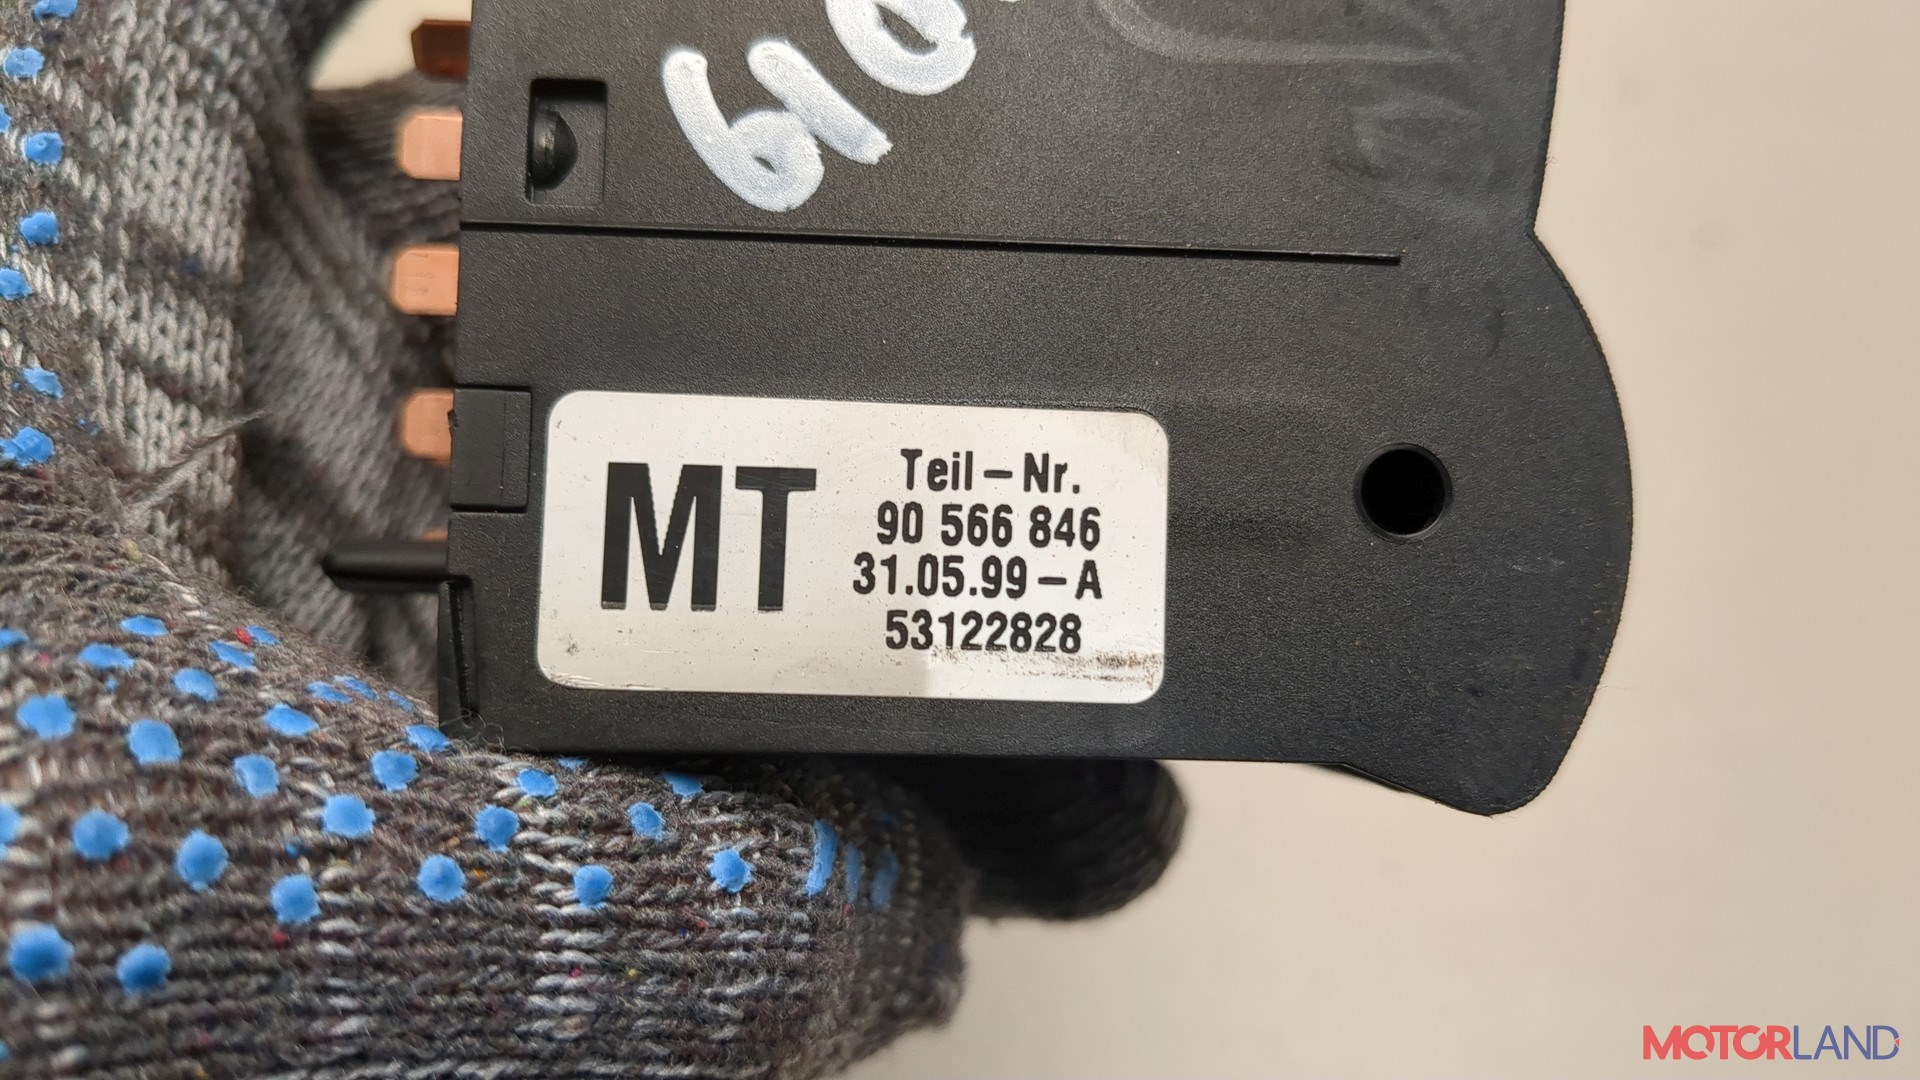 MT
Teil-Nr.
90 566 846
31.05.99-A
53122828
MOTORLAND